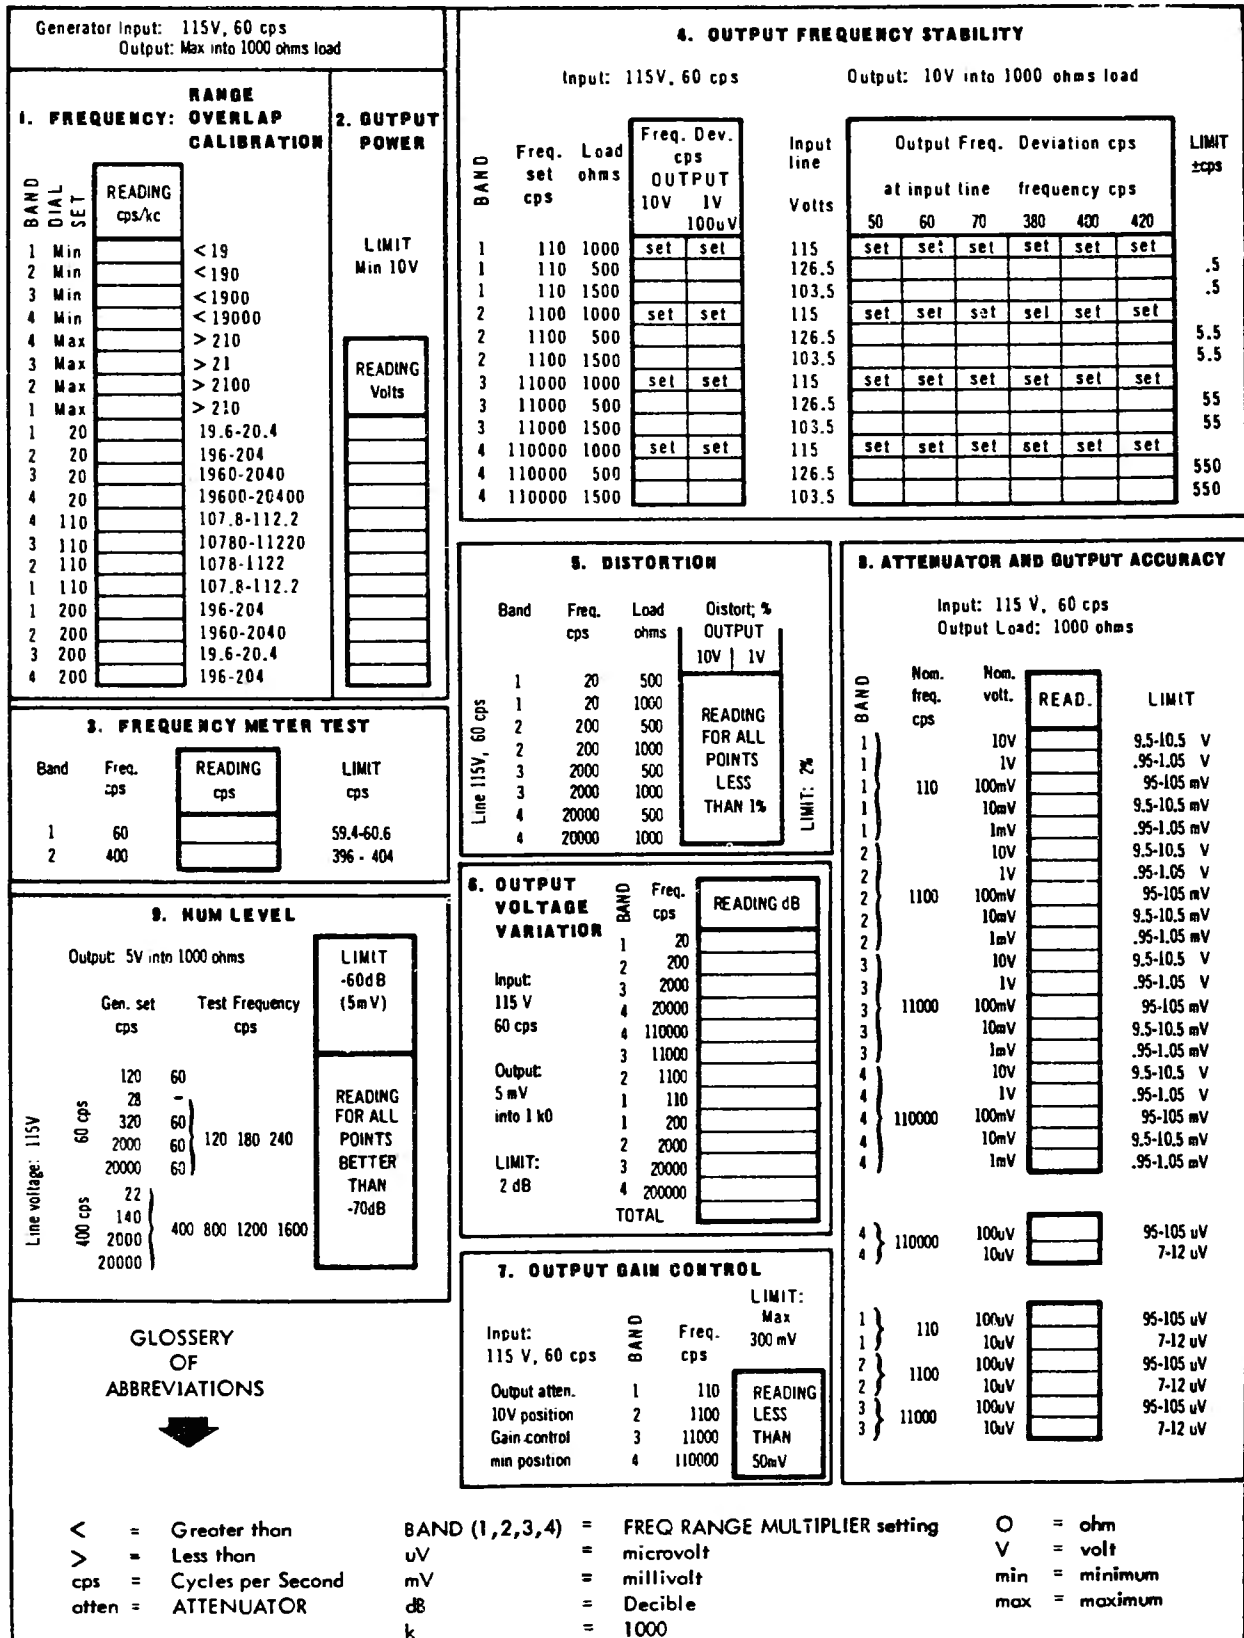 Generator Input: 115V, 60 cps
Output: Max into 1000 ohms load
1. FREQUENCY: RANGE OVERLAP CALIBRATION
2. OUTPUT POWER
BAND DIAL SET READING cps/kc
LIMIT Min 10V
READING Volts
1 Min <19
2 Min <190
3 Min <1900
4 Min <19000
4 Max >210
3 Max >21
2 Max >2100
1 Max >210
1 20 19.6-20.4
2 20 196-204
3 20 1960-2040
4 20 19600-20400
4 110 107.8-112.2
3 110 10780-11220
2 110 1078-1122
1 110 107.8-112.2
1 200 196-204
2 200 1960-2040
3 200 19.6-20.4
4 200 196-204
3. FREQUENCY METER TEST
Band Freq. cps READING cps LIMIT cps
1 60 59.4-60.6
2 400 396 - 404
9. HUM LEVEL
Output: 5V into 1000 ohms
LIMIT -60dB (5mV)
Gen. set cps Test Frequency cps
Line voltage: 115V
60 cps
120 60
28 -
320 60
2000 60
20000 60
120 180 240
400 cps
22
140
2000
20000
400 800 1200 1600
READING FOR ALL POINTS BETTER THAN -70dB
4. OUTPUT FREQUENCY STABILITY
Input: 115V, 60 cps Output: 10V into 1000 ohms load
BAND Freq. set cps Load ohms Freq. Dev. cps OUTPUT 10V 1V 100uV
Input line Volts Output Freq. Deviation cps at input line frequency cps LIMIT ±cps
50 60 70 380 400 420
1 110 1000 set set 115 set set set set set set
1 110 500 126.5 .5
1 110 1500 103.5 .5
2 1100 1000 set set 115 set set set set set set
2 1100 500 126.5 5.5
2 1100 1500 103.5 5.5
3 11000 1000 set set 115 set set set set set set
3 11000 500 126.5 55
3 11000 1500 103.5 55
4 110000 1000 set set 115 set set set set set set
4 110000 500 126.5 550
4 110000 1500 103.5 550
5. DISTORTION
Band Freq. cps Load ohms Distort; % OUTPUT 10V 1V
Line 115V, 60 cps
1 20 500
1 20 1000
2 200 500
2 200 1000
3 2000 500
3 2000 1000
4 20000 500
4 20000 1000
READING FOR ALL POINTS LESS THAN 1%
LIMIT: 2%
6. OUTPUT VOLTAGE VARIATION
BAND Freq. cps READING dB
Input: 115 V 60 cps
Output: 5 mV into 1 kO
LIMIT: 2 dB
1 20
2 200
3 2000
4 20000
4 110000
3 11000
2 1100
1 110
1 200
2 2000
3 20000
4 200000
TOTAL
7. OUTPUT GAIN CONTROL
LIMIT: Max 300 mV
Input: 115 V, 60 cps
BAND Freq. cps
Output atten. 1 110
10V position 2 1100
Gain control 3 11000
min position 4 110000
READING LESS THAN 50mV
8. ATTENUATOR AND OUTPUT ACCURACY
Input: 115 V, 60 cps
Output Load: 1000 ohms
BAND Nom. freq. cps Nom. volt. READ. LIMIT
1 10V 9.5-10.5 V
1 1V .95-1.05 V
1 110 100mV 95-105 mV
1 10mV 9.5-10.5 mV
1 1mV .95-1.05 mV
2 10V 9.5-10.5 V
2 1V .95-1.05 V
2 1100 100mV 95-105 mV
2 10mV 9.5-10.5 mV
2 1mV .95-1.05 mV
3 10V 9.5-10.5 V
3 1V .95-1.05 V
3 11000 100mV 95-105 mV
3 10mV 9.5-10.5 mV
3 1mV .95-1.05 mV
4 10V 9.5-10.5 V
4 1V .95-1.05 V
4 110000 100mV 95-105 mV
4 10mV 9.5-10.5 mV
4 1mV .95-1.05 mV
4 110000 100uV 95-105 uV
4 10uV 7-12 uV
1 110 100uV 95-105 uV
1 10uV 7-12 uV
2 1100 100uV 95-105 uV
2 10uV 7-12 uV
3 11000 100uV 95-105 uV
3 10uV 7-12 uV
GLOSSERY
OF
ABBREVIATIONS
< = Greater than
> = Less than
cps = Cycles per Second
atten = ATTENUATOR
BAND (1,2,3,4) = FREQ RANGE MULTIPLIER setting
uV = microvolt
mV = millivolt
dB = Decible
k = 1000
O = ohm
V = volt
min = minimum
max = maximum